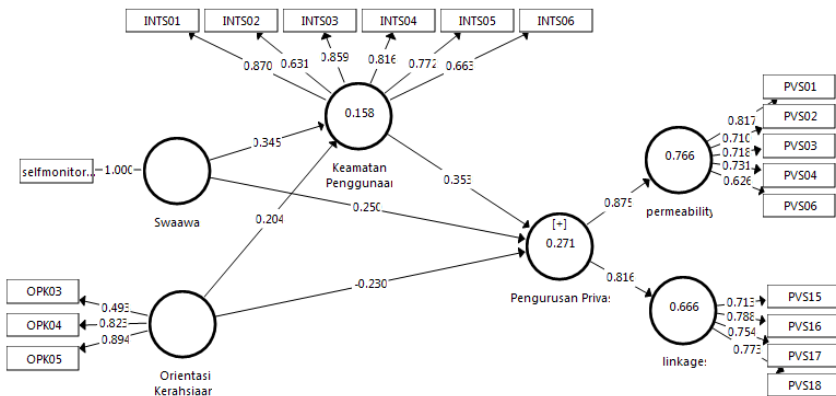 INTS01 INTS02 INTS03 INTS04 INTS05 INTS06
0.870 0.631 0.859 0.816 0.772 0.663
0.158
Keamatan
Penggunaar
selfmonitor...
1.000
Swaawa
0.345
0.204
0.250
0.353
-0.230
OPK03
OPK04
OPK05
0.493
0.823
0.894
Orientasi
Kerahsiaar
[+]
0.271
Pengurusan Priva:
0.875
0.816
0.766
permeability
0.817
0.710
0.718
0.731
0.626
PVS01
PVS02
PVS03
PVS04
PVS06
0.666
linkage:
0.713
0.788
0.754
0.773
PVS15
PVS16
PVS17
PVS18